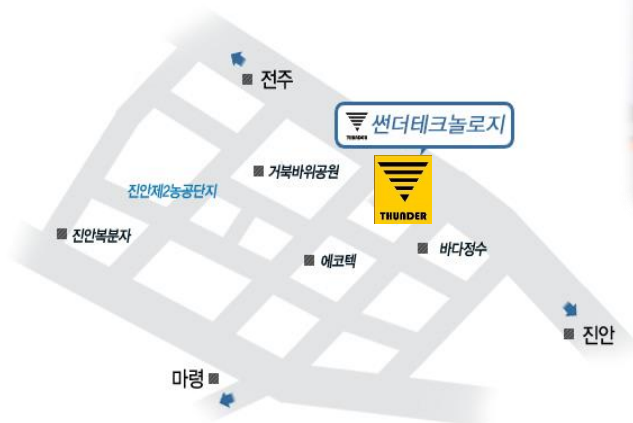 전주
썬더테크놀로지
거북바위공원
THUNDER
진안제2농공단지
진안복분자
바다정수
에코텍
진안
마령